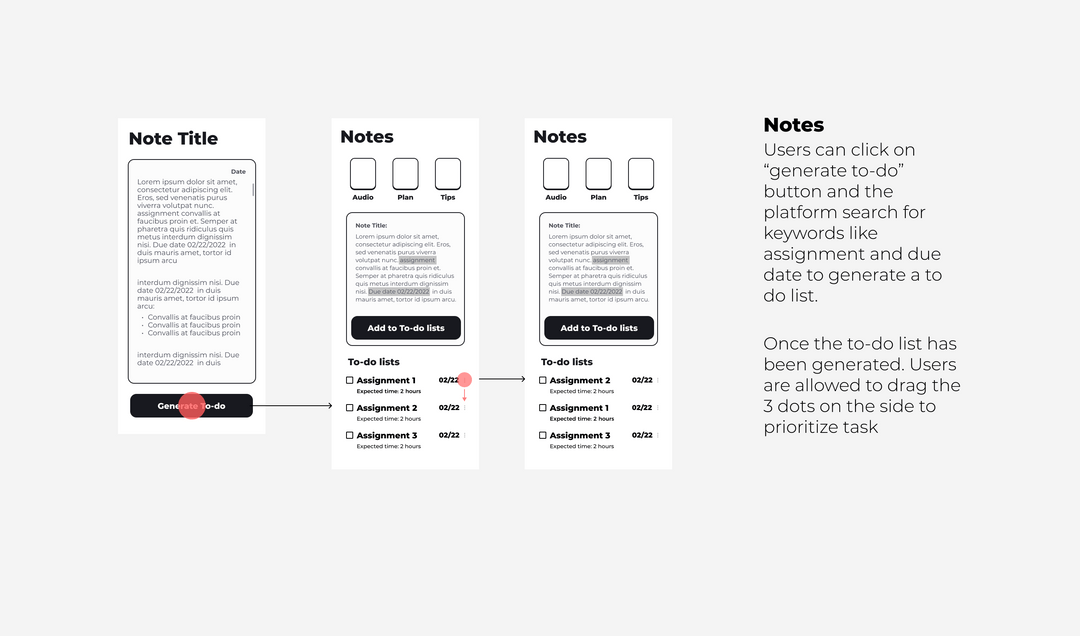 Note Title
Date
Lorem ipsum dolor sit amet,
consectetur adipiscing elit.
Eros, sed venenatis purus
viverra volutpat nunc.
assignment convallis at
faucibus proin et. Semper at
pharetra quis ridiculus quis
metus interdum dignissim
nisi. Due date 02/22/2022 in
duis mauris amet, tortor id
ipsum arcu
interdum dignissim nisi. Due
date 02/22/2022 in duis
mauris amet, tortor id ipsum
arcu:
• Convallis at faucibus proin
• Convallis at faucibus proin
• Convallis at faucibus proin
interdum dignissim nisi. Due
date 02/22/2022 in duis
Generate To-do
Notes
Audio Plan Tips
Note Title:
Lorem ipsum dolor sit amet,
consectetur adipiscing elit. Eros,
sed venenatis purus viverra
volutpat nunc. assignment
convallis at faucibus proin et.
Semper at pharetra quis ridiculus
quis metus interdum dignissim
nisi. Due date 02/22/2022 in duis
mauris amet, tortor id ipsum arcu.
Add to To-do lists
To-do lists
Assignment 1 02/22
Expected time: 2 hours
Assignment 2 02/22
Expected time: 2 hours
Assignment 3 02/22
Expected time: 2 hours
Notes
Audio Plan Tips
Note Title:
Lorem ipsum dolor sit amet,
consectetur adipiscing elit. Eros,
sed venenatis purus viverra
volutpat nunc. assignment
convallis at faucibus proin et.
Semper at pharetra quis ridiculus
quis metus interdum dignissim
nisi. Due date 02/22/2022 in duis
mauris amet, tortor id ipsum arcu.
Add to To-do lists
To-do lists
Assignment 2 02/22
Expected time: 2 hours
Assignment 1 02/22
Expected time: 2 hours
Assignment 3 02/22
Expected time: 2 hours
Notes
Users can click on
“generate to-do”
button and the
platform search for
keywords like
assignment and due
date to generate a to
do list.
Once the to-do list has
been generated. Users
are allowed to drag the
3 dots on the side to
prioritize task